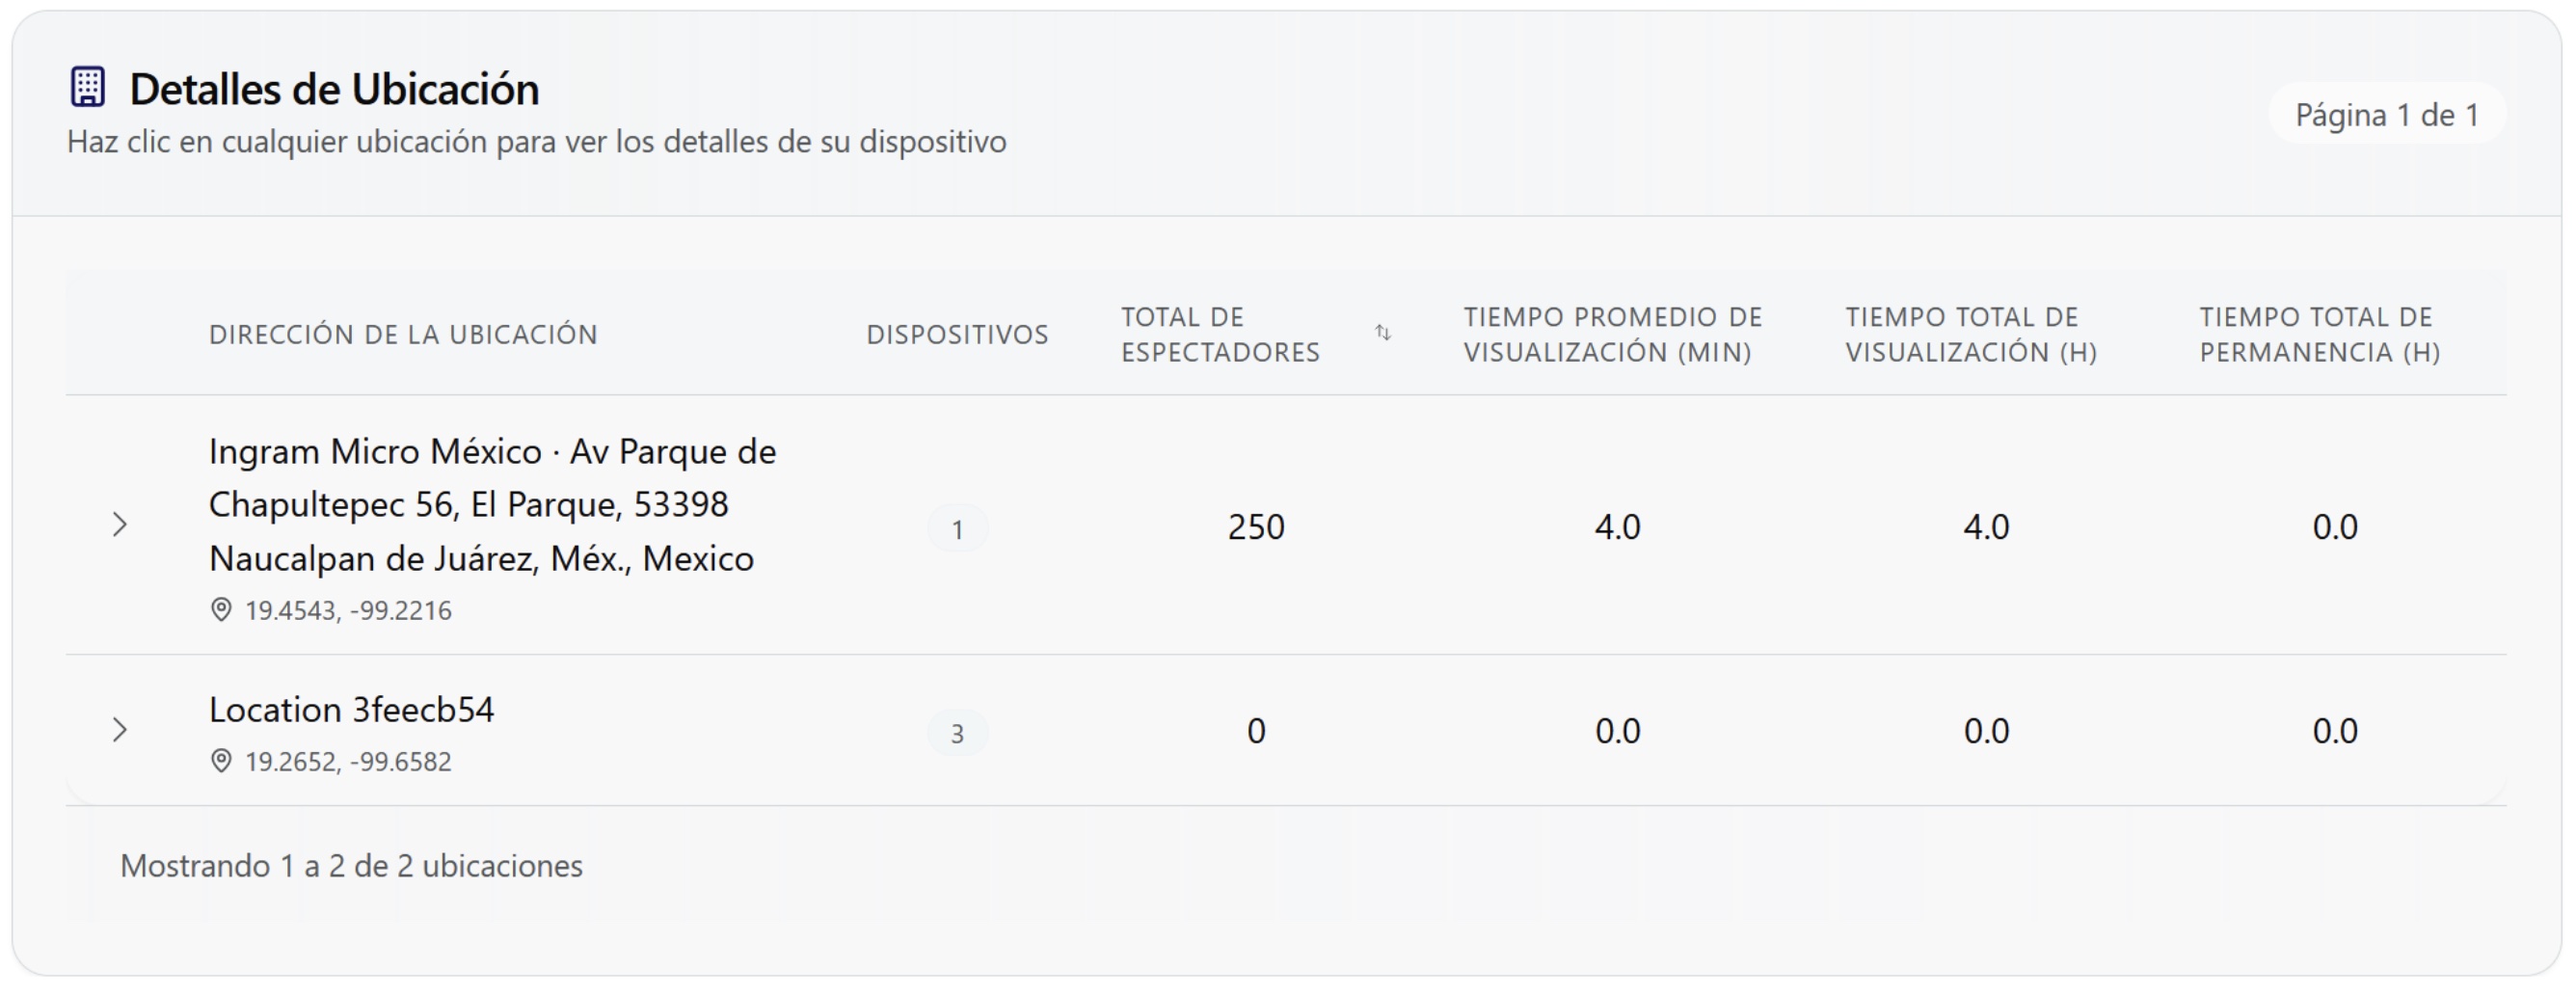 Detalles de Ubicación
Haz clic en cualquier ubicación para ver los detalles de su dispositivo
Página 1 de 1
DIRECCIÓN DE LA UBICACIÓN
DISPOSITIVOS
TOTAL DE
ESPECTADORES
TIEMPO PROMEDIO DE
VISUALIZACIÓN (MIN)
TIEMPO TOTAL DE
VISUALIZACIÓN (H)
TIEMPO TOTAL DE
PERMANENCIA (H)
Ingram Micro México · Av Parque de
Chapultepec 56, El Parque, 53398
Naucalpan de Juárez, Méx., Mexico
19.4543, -99.2216
1
250
4.0
4.0
0.0
Location 3feecb54
19.2652, -99.6582
3
0
0.0
0.0
0.0
Mostrando 1 a 2 de 2 ubicaciones